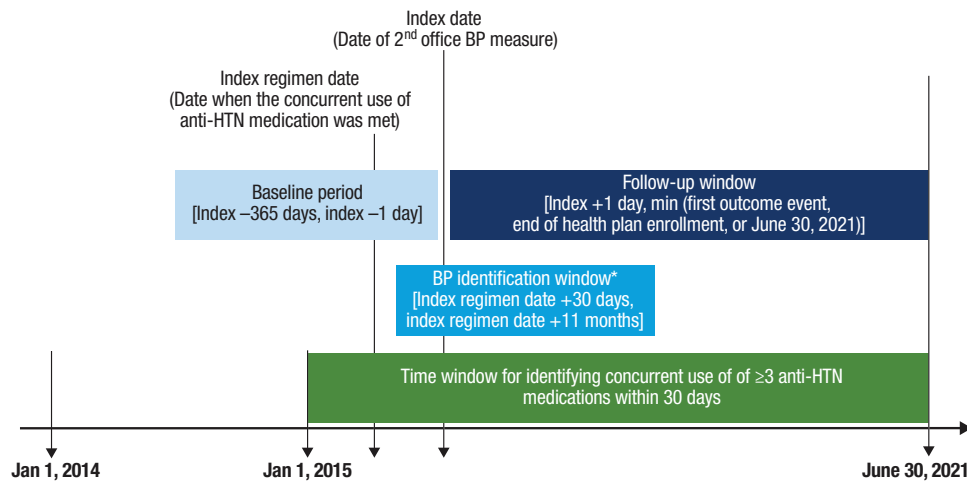 Index date
(Date of 2nd office BP measure)
Index regimen date
(Date when the concurrent use of
anti-HTN medication was met)
Baseline period
[Index –365 days, index –1 day]
Follow-up window
[Index +1 day, min (first outcome event,
end of health plan enrollment, or June 30, 2021)]
BP identification window*
[Index regimen date +30 days,
index regimen date +11 months]
Time window for identifying concurrent use of of ≥3 anti-HTN
medications within 30 days
Jan 1, 2014
Jan 1, 2015
June 30, 2021